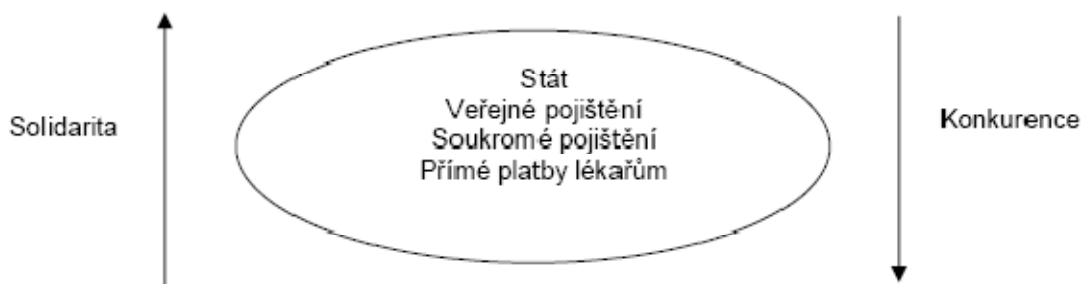 Stát
Veřejné pojištění
Soukromé pojištění
Přímé platby lékařům
Solidarita
Konkurence